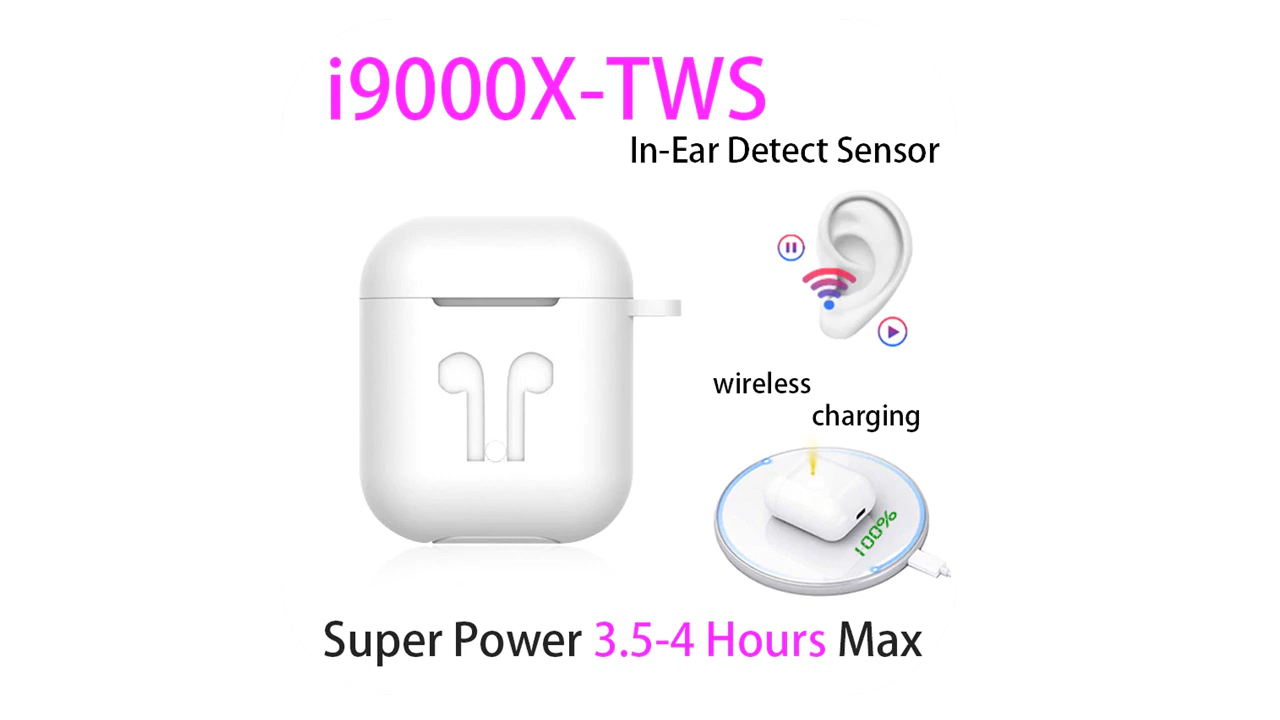 i9000X-TWS
In-Ear Detect Sensor
wireless
charging
100%
Super Power 3.5-4 Hours Max